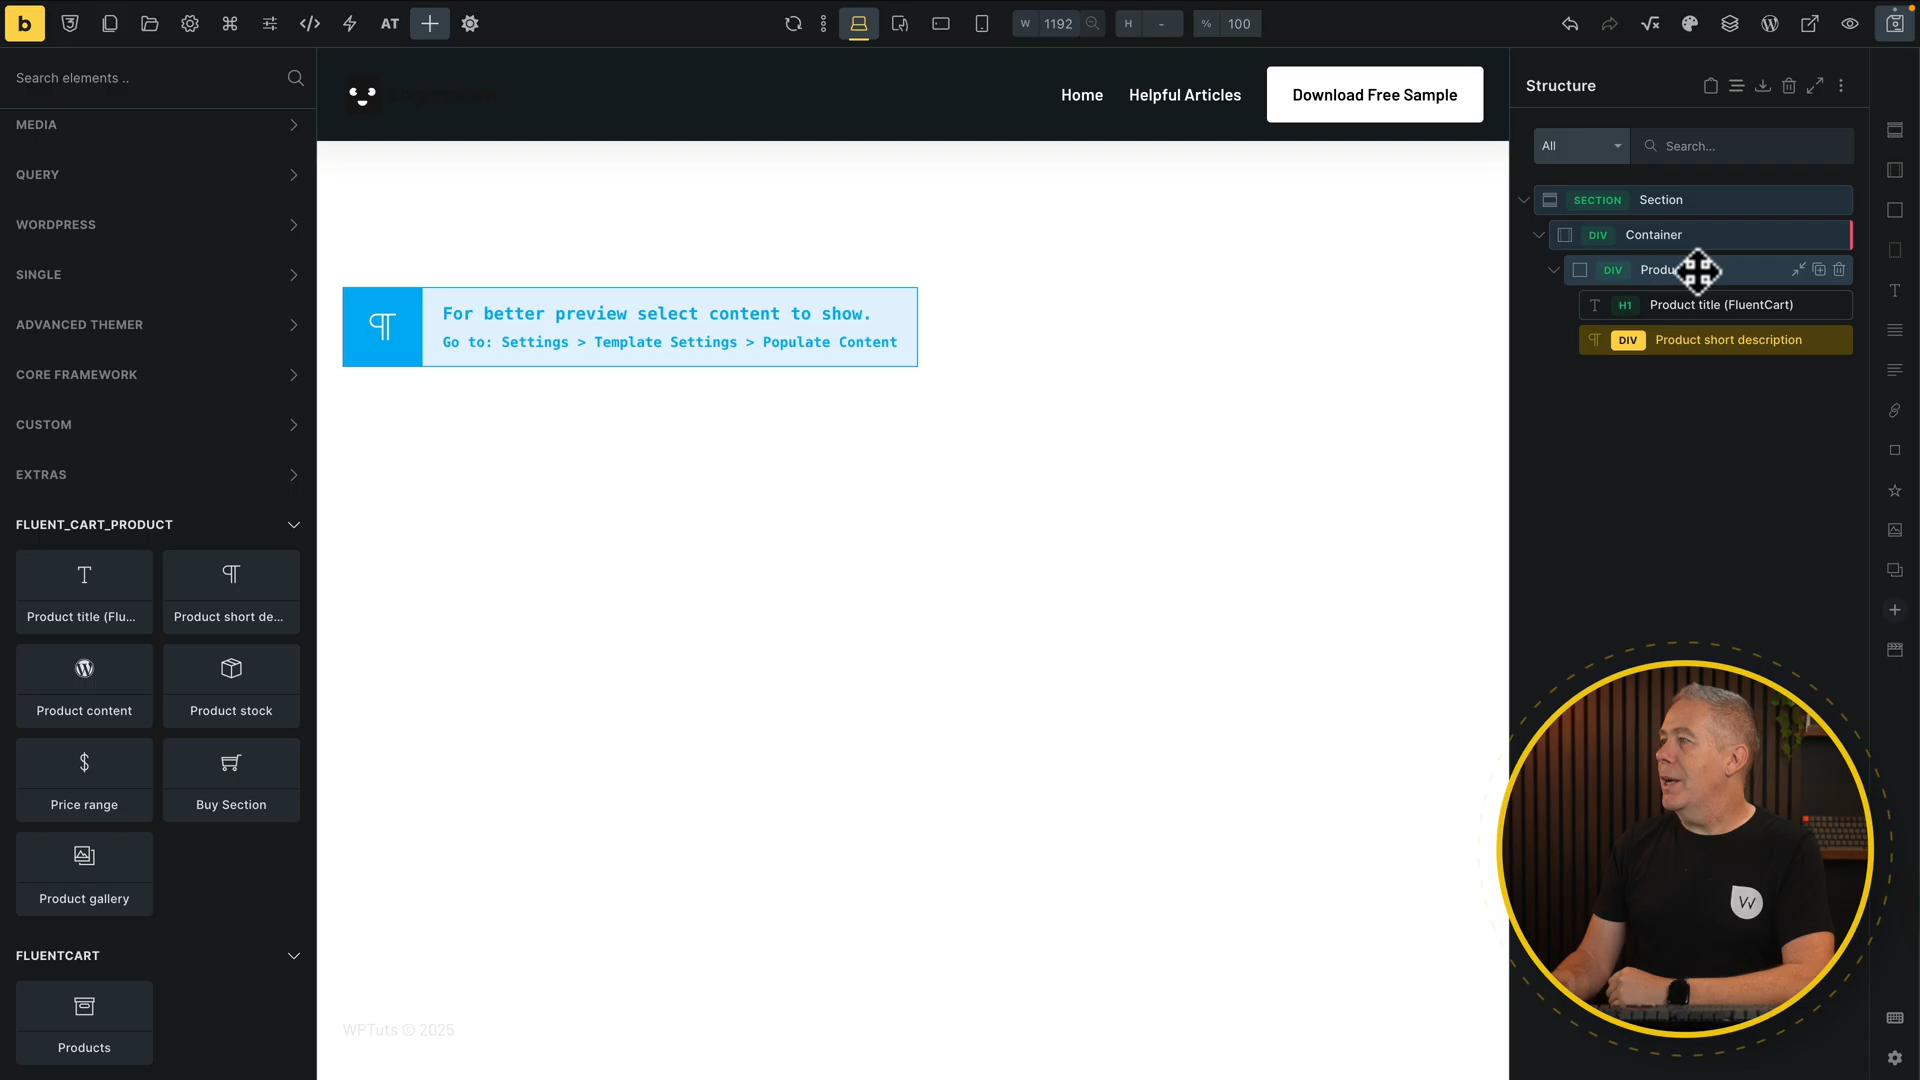 b
AT
W 1192
H -
% 100
Search elements ..
MEDIA
QUERY
WORDPRESS
SINGLE
ADVANCED THEMER
CORE FRAMEWORK
CUSTOM
EXTRAS
FLUENT_CART_PRODUCT
Product title (Flu...
Product short de...
Product content
Product stock
Price range
Buy Section
Product gallery
FLUENTCART
Products
Home
Helpful Articles
Download Free Sample
For better preview select content to show.
Go to: Settings > Template Settings > Populate Content
WPTuts © 2025
Structure
All
Search...
SECTION Section
DIV Container
DIV Produ
H1 Product title (FluentCart)
DIV Product short description